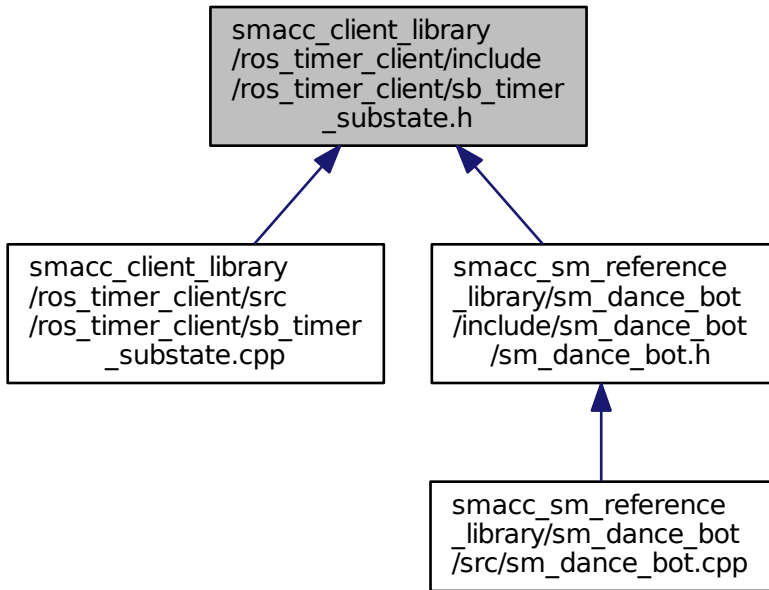 smacc_client_library
/ros_timer_client/include
/ros_timer_client/sb_timer
_substate.h
smacc_client_library
/ros_timer_client/src
/ros_timer_client/sb_timer
_substate.cpp
smacc_sm_reference
_library/sm_dance_bot
/include/sm_dance_bot
/sm_dance_bot.h
smacc_sm_reference
_library/sm_dance_bot
/src/sm_dance_bot.cpp